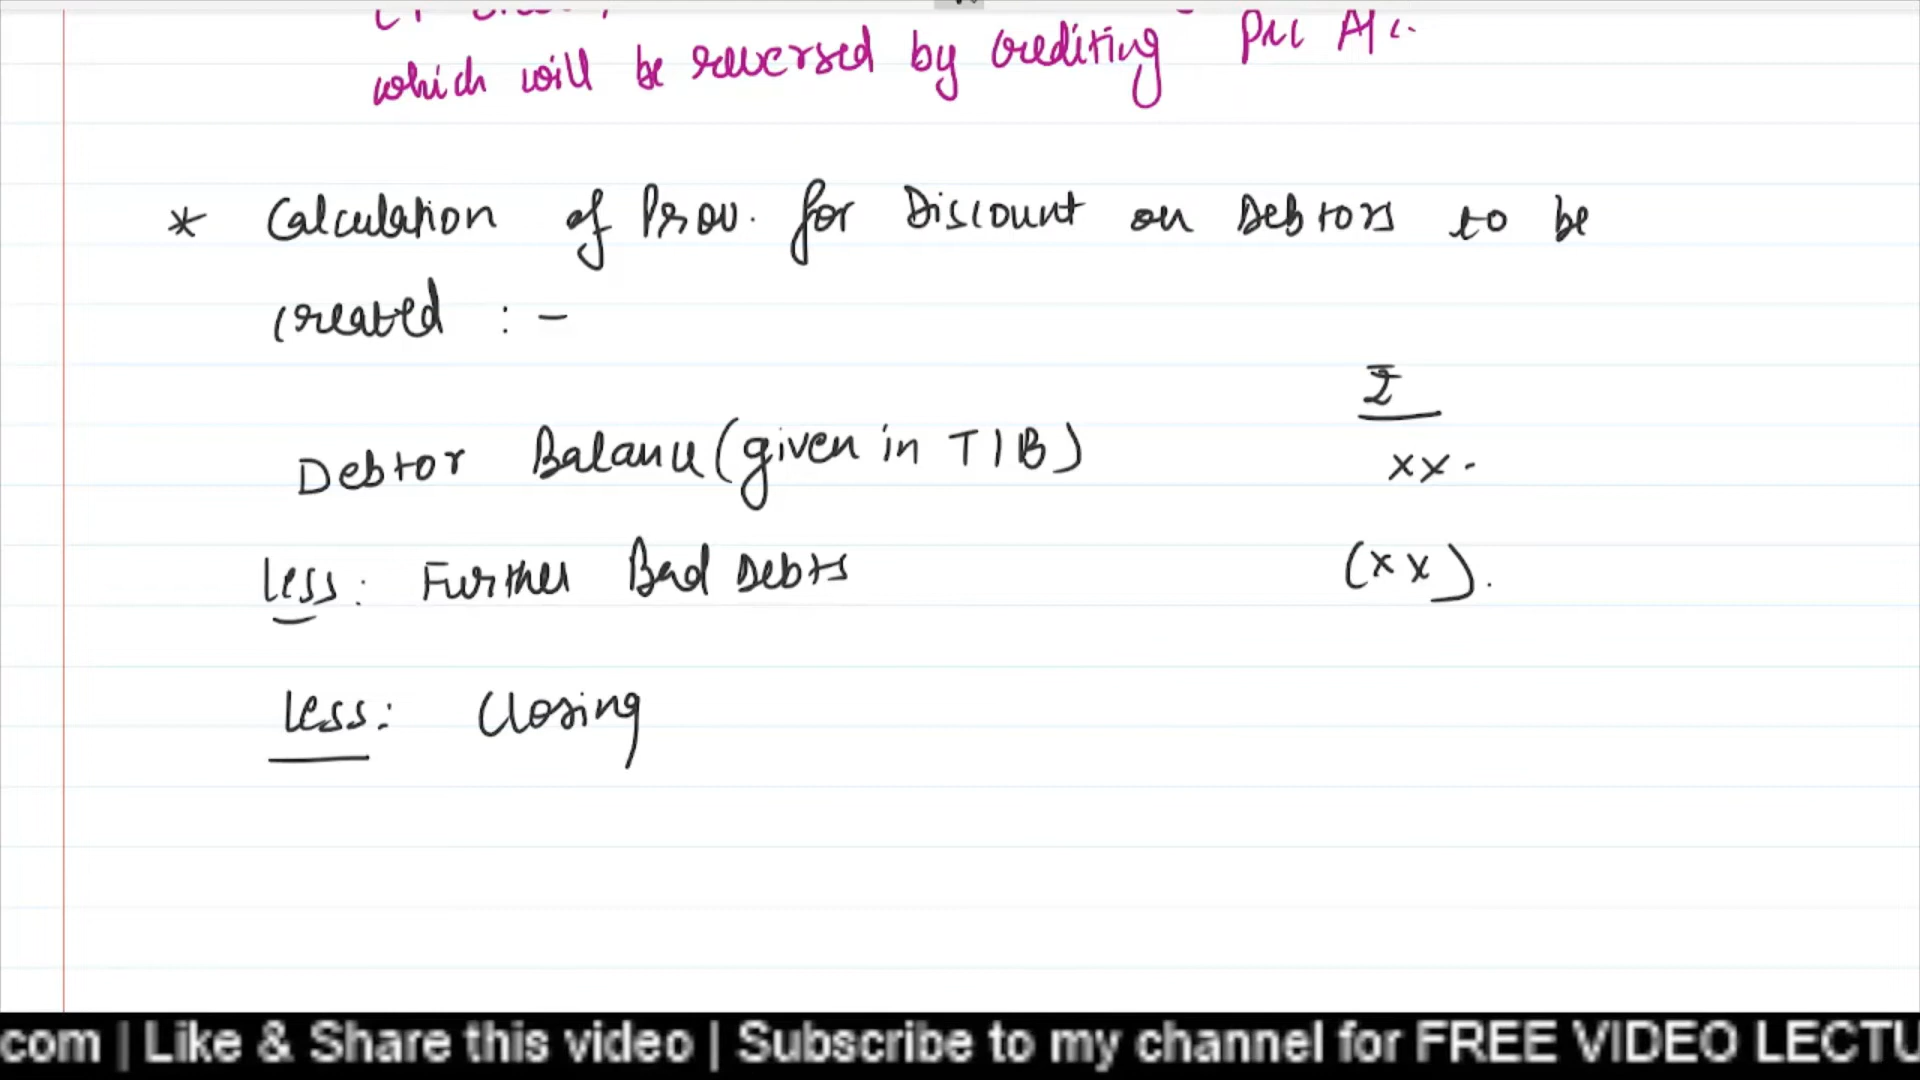 which will be reversed by crediting P&L A/c.
* Calculation of Prov. for Discount on Debtors to be
created : -
₹
Debtor Balance (given in T/B) xx.
Less: Further Bad Debts (xx).
Less: Closing
com | Like & Share this video | Subscribe to my channel for FREE VIDEO LECTU